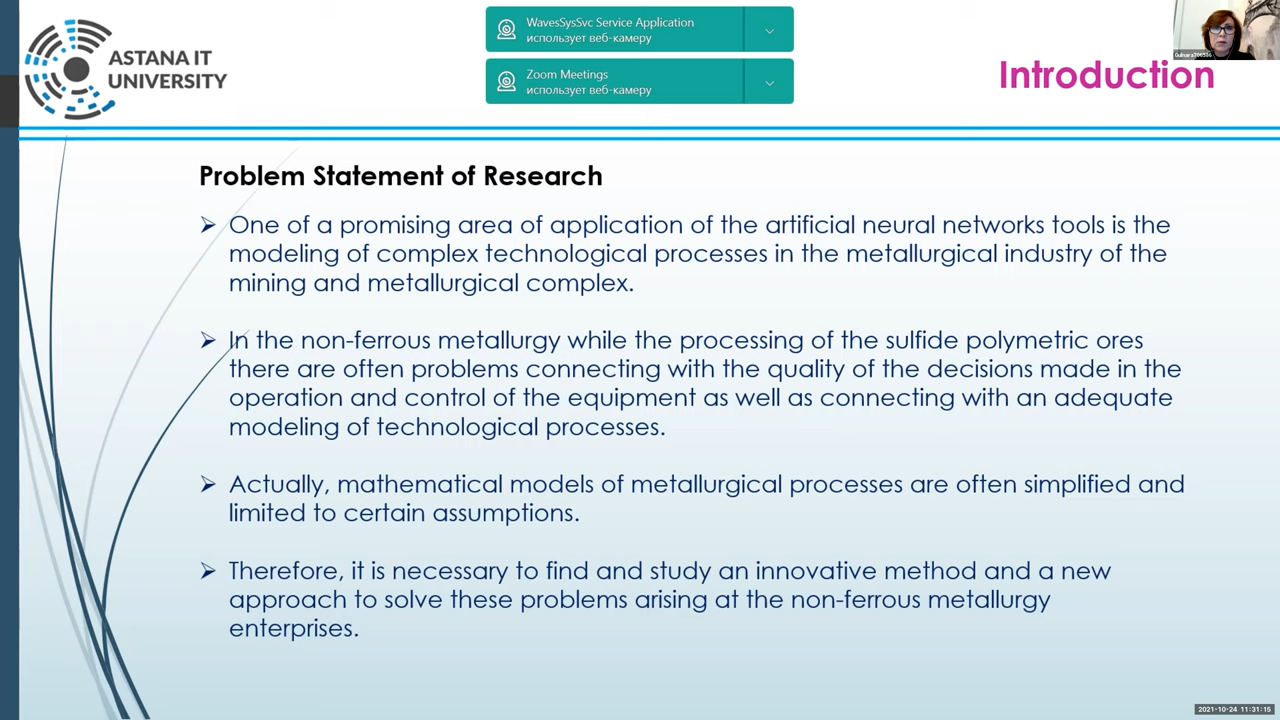 ASTANA IT
UNIVERSITY
WavesSysSvc Service Application
использует веб-камеру
Zoom Meetings
использует веб-камеру
Introduction
Problem Statement of Research
➢ One of a promising area of application of the artificial neural networks tools is the
modeling of complex technological processes in the metallurgical industry of the
mining and metallurgical complex.
➢ In the non-ferrous metallurgy while the processing of the sulfide polymetric ores
there are often problems connecting with the quality of the decisions made in the
operation and control of the equipment as well as connecting with an adequate
modeling of technological processes.
➢ Actually, mathematical models of metallurgical processes are often simplified and
limited to certain assumptions.
➢ Therefore, it is necessary to find and study an innovative method and a new
approach to solve these problems arising at the non-ferrous metallurgy
enterprises.
2021-10-24 11:31:15